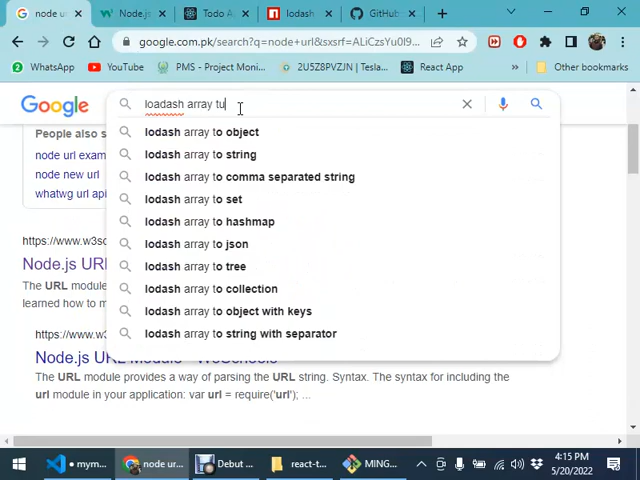 node ur
Node.js
Todo A
lodash
GitHub
google.com.pk/search?q=node+url&sxsrf=ALiCzsYu0I9...
WhatsApp
YouTube
PMS - Project Mana...
2U5Z8PVZJN | Tesla...
React App
»
Other bookmarks
Google
loadash array tu
lodash array to object
lodash array to string
lodash array to comma separated string
lodash array to set
lodash array to hashmap
lodash array to json
lodash array to tree
lodash array to collection
lodash array to object with keys
lodash array to string with separator
People also s
node url exam
node new url
whatwg url api
https://www.w3sc
Node.js URL
The URL module
learned how to m
https://www.w3sc
The URL module provides a way of parsing the URL string. Syntax. The syntax for including the
url module in your application: var url = require('url'); ...
mym...
node ur...
Debut ...
react-t...
MING...
4:15 PM
5/20/2022